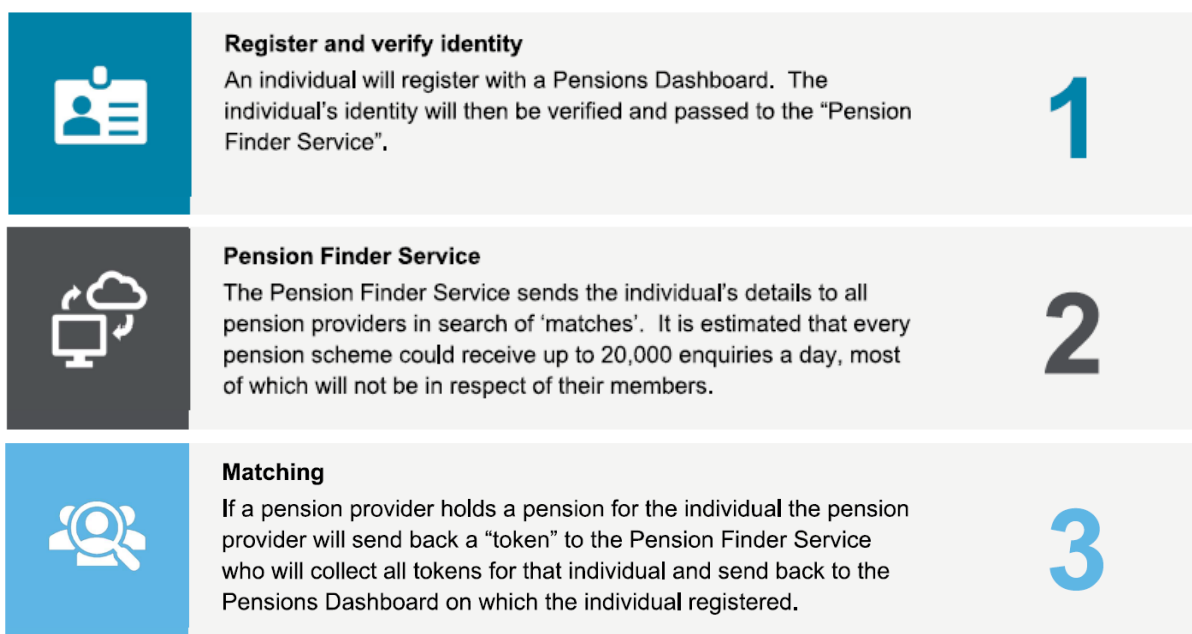 Register and verify identity
An individual will register with a Pensions Dashboard.  The
individual's identity will then be verified and passed to the “Pension
Finder Service”.
1
Pension Finder Service
The Pension Finder Service sends the individual's details to all
pension providers in search of ‘matches’.  It is estimated that every
pension scheme could receive up to 20,000 enquiries a day, most
of which will not be in respect of their members.
2
Matching
If a pension provider holds a pension for the individual the pension
provider will send back a “token” to the Pension Finder Service
who will collect all tokens for that individual and send back to the
Pensions Dashboard on which the individual registered.
3